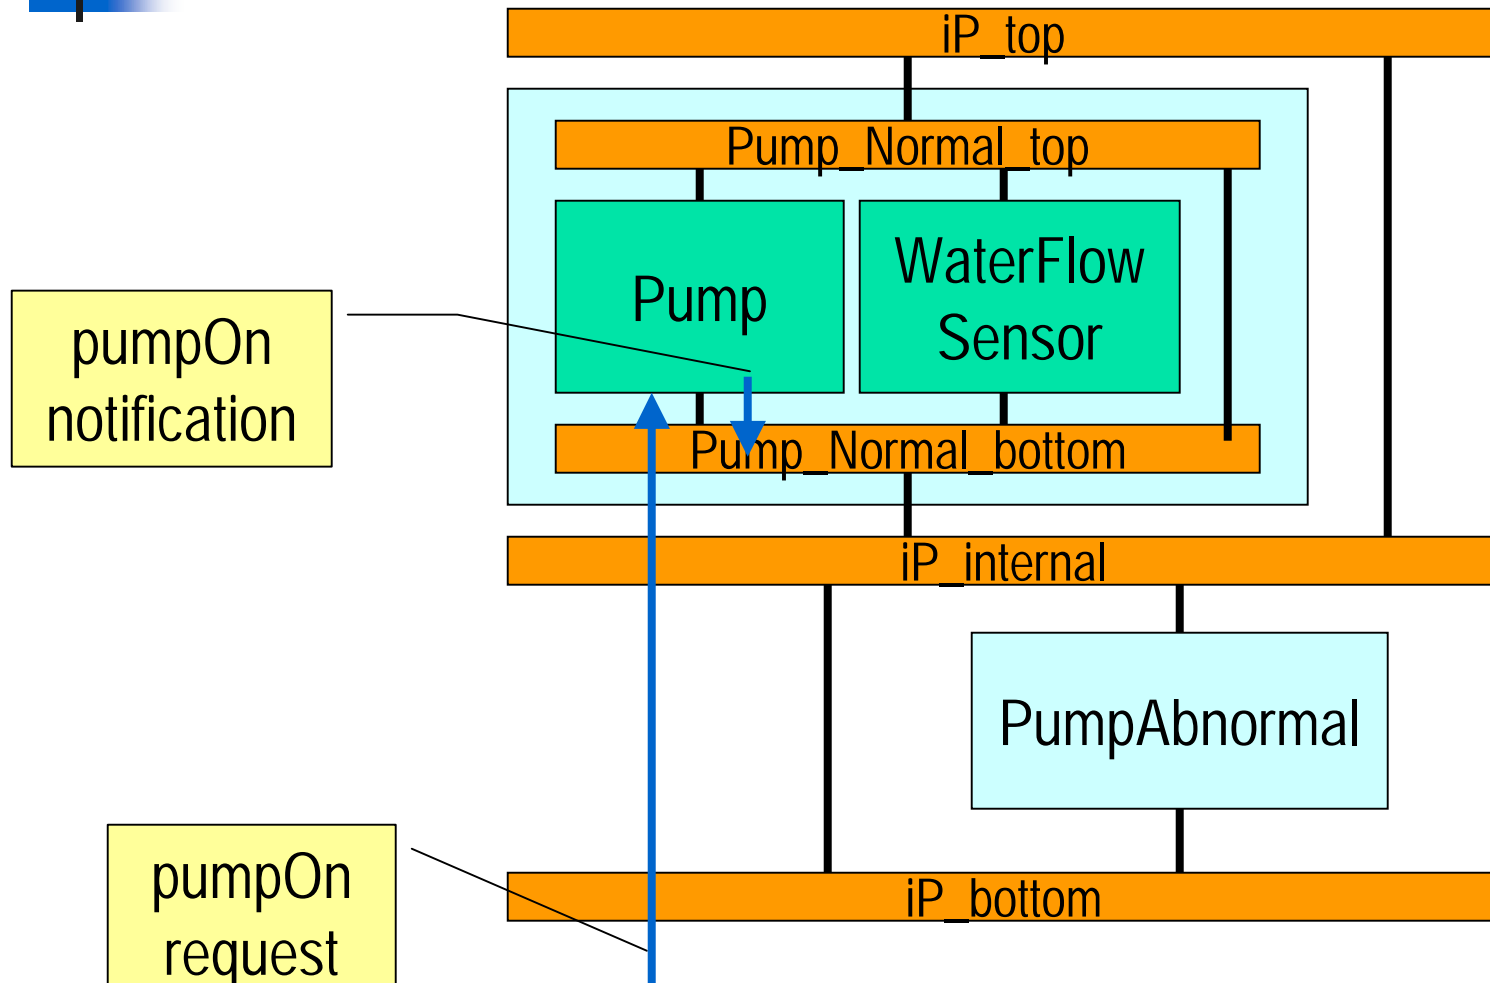 iP_top
Pump_Normal_top
Pump
WaterFlow
Sensor
pumpOn
notification
Pump_Normal_bottom
iP_internal
PumpAbnormal
pumpOn
request
iP_bottom